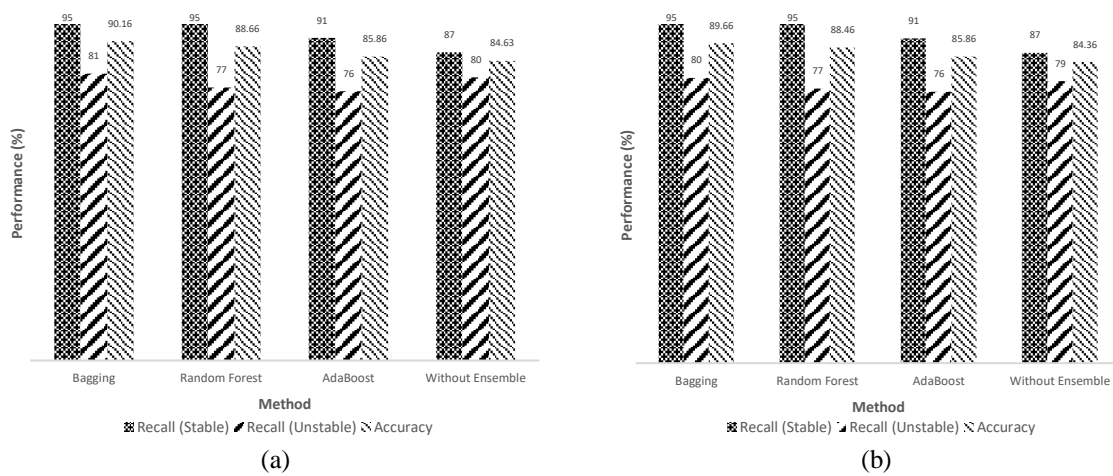 95 81 90.16 95 77 88.66 91 76 85.86 87 80 84.63
Performance (%)
Bagging Random Forest AdaBoost Without Ensemble
Method
Recall (Stable) Recall (Unstable) Accuracy
(a)
95 80 89.66 95 77 88.46 91 76 85.86 87 79 84.36
Performance (%)
Bagging Random Forest AdaBoost Without Ensemble
Method
Recall (Stable) Recall (Unstable) Accuracy
(b)